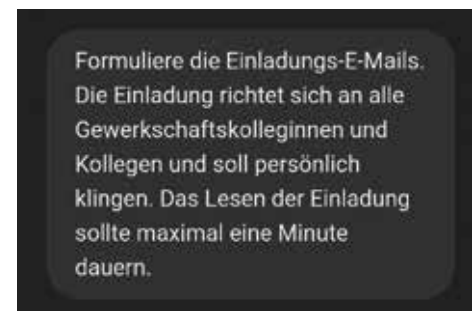 Formuliere die Einladungs-E-Mails.
Die Einladung richtet sich an alle
Gewerkschaftskolleginnen und
Kollegen und soll persönlich
klingen. Das Lesen der Einladung
sollte maximal eine Minute
dauern.